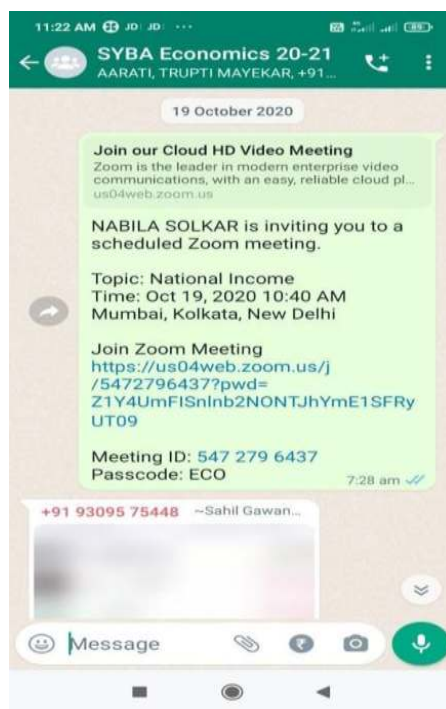 11:22 AM JD: JD: ...
SYBA Economics 20-21
AARATI, TRUPTI MAYEKAR, +91...
19 October 2020
Join our Cloud HD Video Meeting
Zoom is the leader in modern enterprise video
communications, with an easy, reliable cloud pl...
us04web.zoom.us
NABILA SOLKAR is inviting you to a
scheduled Zoom meeting.
Topic: National Income
Time: Oct 19, 2020 10:40 AM
Mumbai, Kolkata, New Delhi
Join Zoom Meeting
https://us04web.zoom.us/j
/5472796437?pwd=
Z1Y4UmFISnlnb2NONTJhYmE1SFRy
UT09
Meeting ID: 547 279 6437
Passcode: ECO
7:28 am
+91 93095 75448 ~Sahil Gawan...
Message